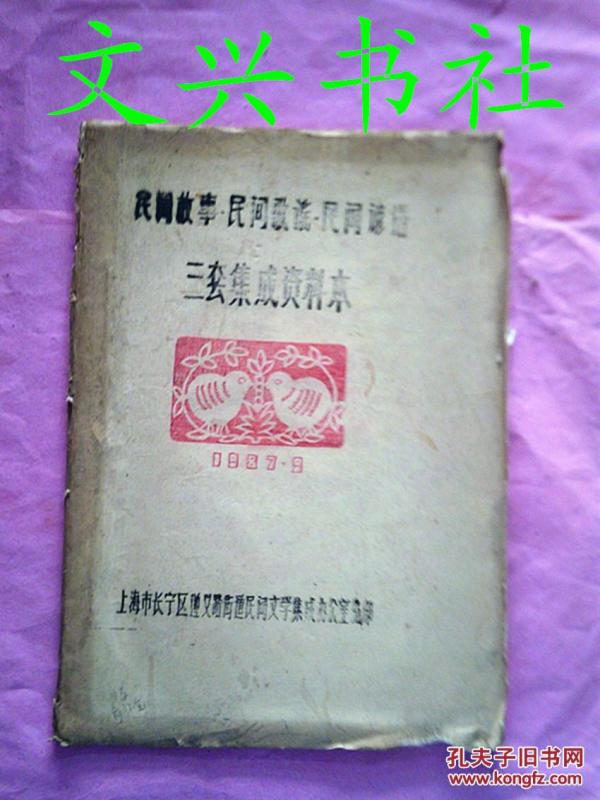 文兴书社
民间故事·民间歌谣·民间谚语
三套集成资料本
1987·9
上海市长宁区遵义路街道民间文学集成办公室选印
孔夫子旧书网
www.kongfz.com